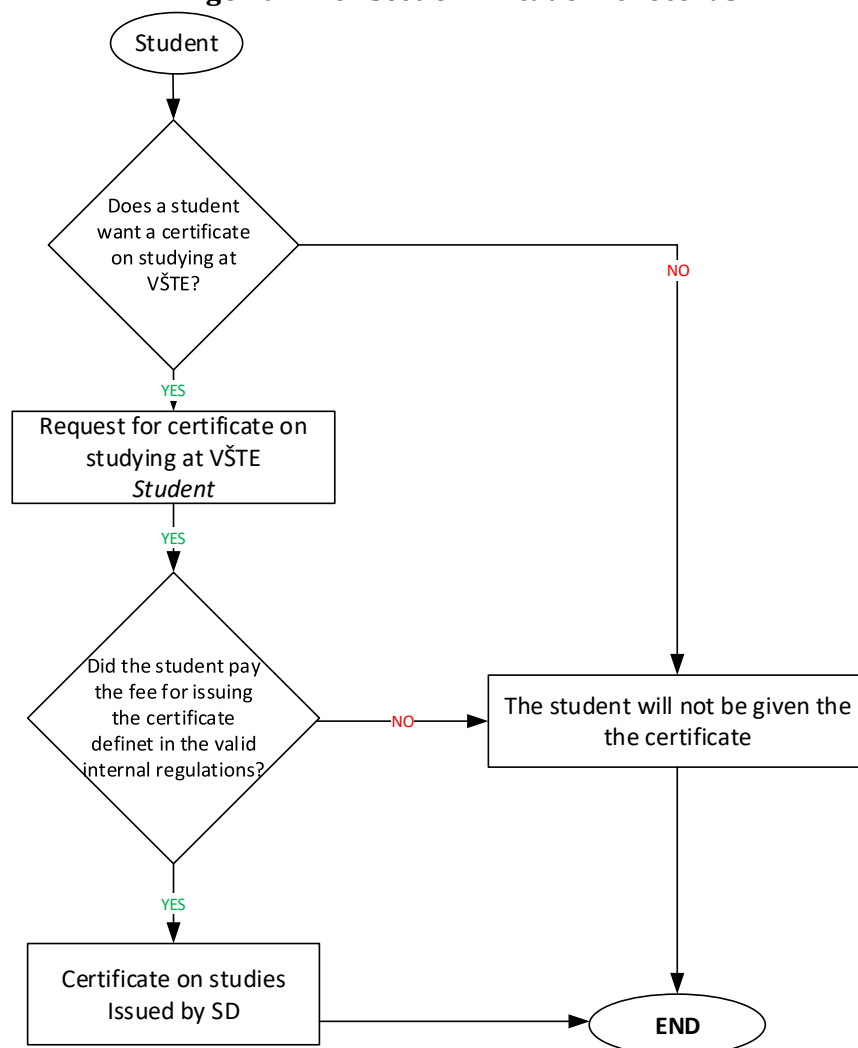 Student
Does a student
want a certificate
on studying at
VŠTE?
NO
YES
Request for certificate on
studying at VŠTE
Student
YES
Did the student pay
the fee for issuing
the certificate
definet in the valid
internal regulations?
NO
The student will not be given the
the certificate
YES
Certificate on studies
Issued by SD
END